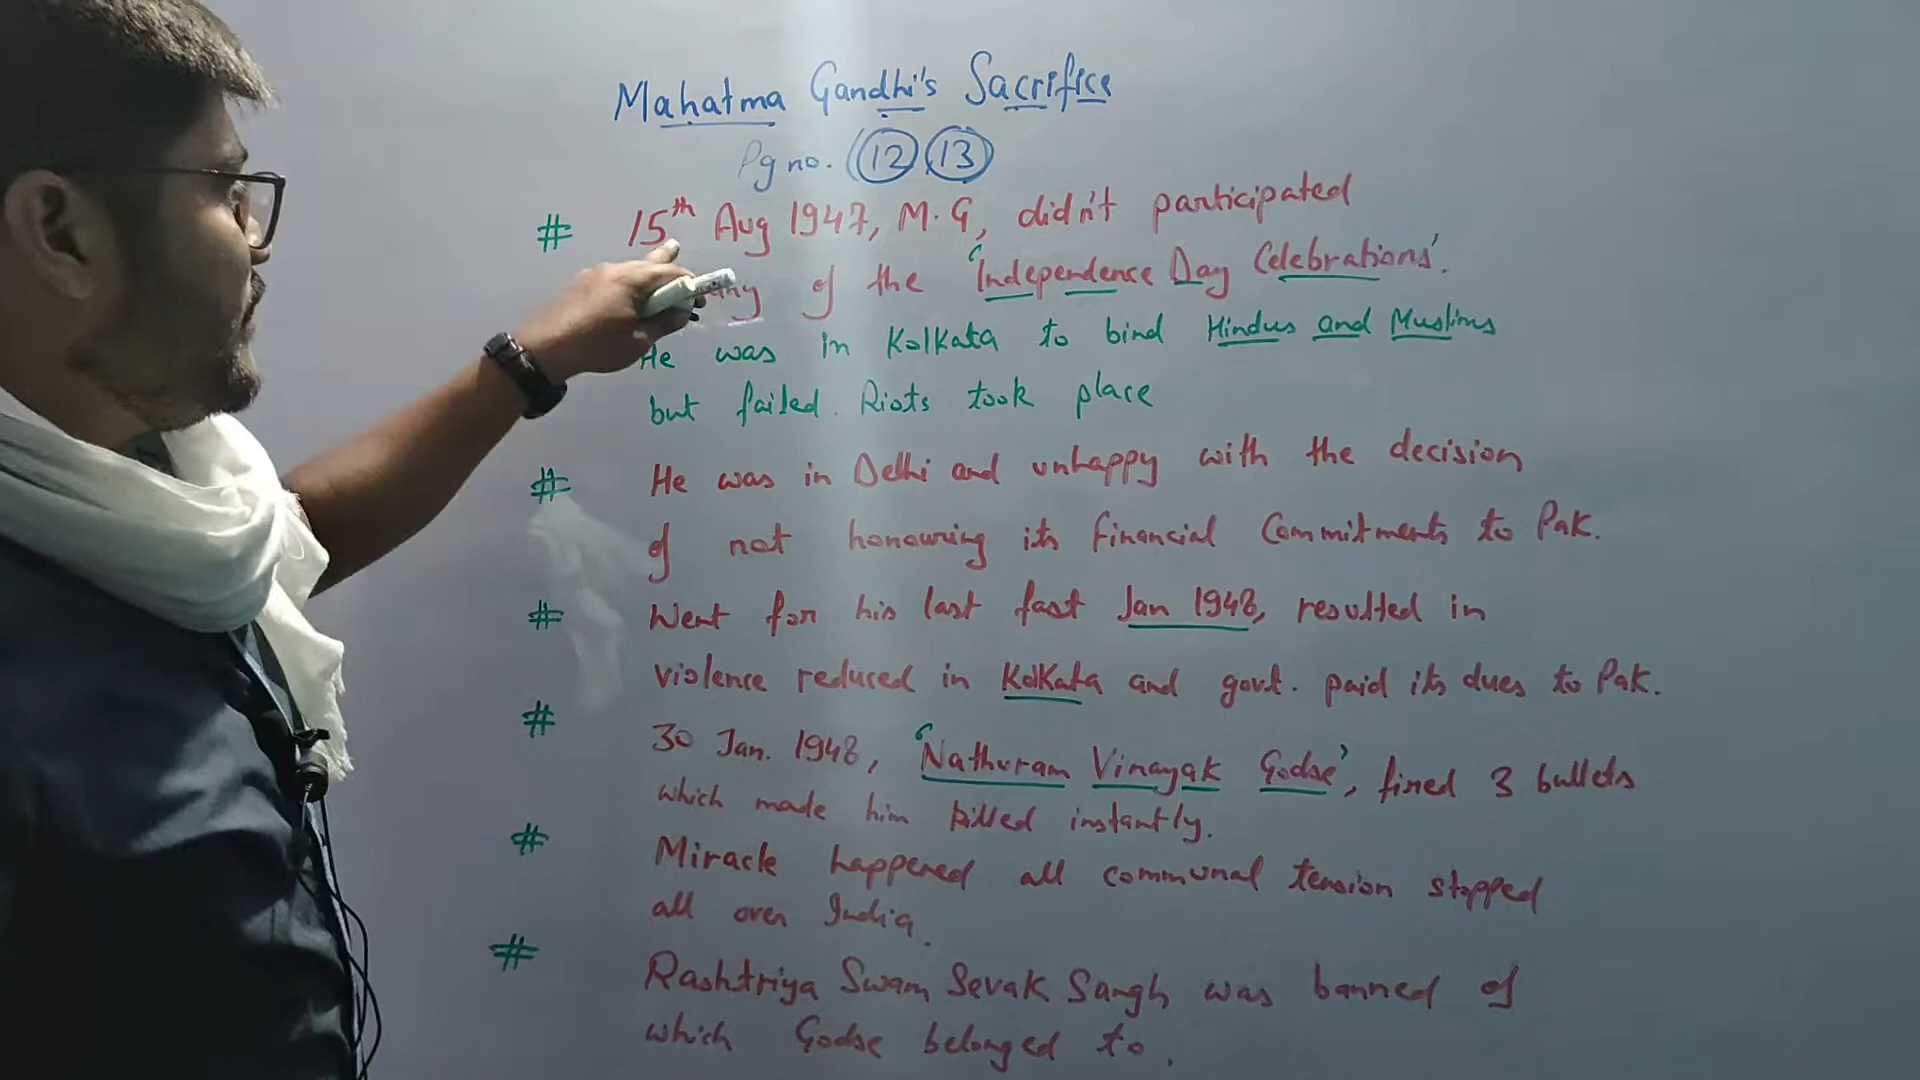 Mahatma Gandhi's Sacrifice
Pg no. 12 13
# 15th Aug 1947, M.G, didn't participated
any of the 'Independence Day Celebrations'.
He was in Kolkata to bind Hindus and Muslims
but failed. Riots took place
# He was in Delhi and unhappy with the decision
of not honouring its financial Commitments to Pak.
# Went for his last fast Jan 1948, resulted in
violence reduced in Kolkata and govt. paid its dues to Pak.
# 30 Jan. 1948, 'Nathuram Vinayak Godse', fired 3 bullets
which made him killed instantly.
# Miracle happened all communal tension stopped
all over India.
# Rashtriya Swam Sevak Sangh was banned of
which Godse belonged to.